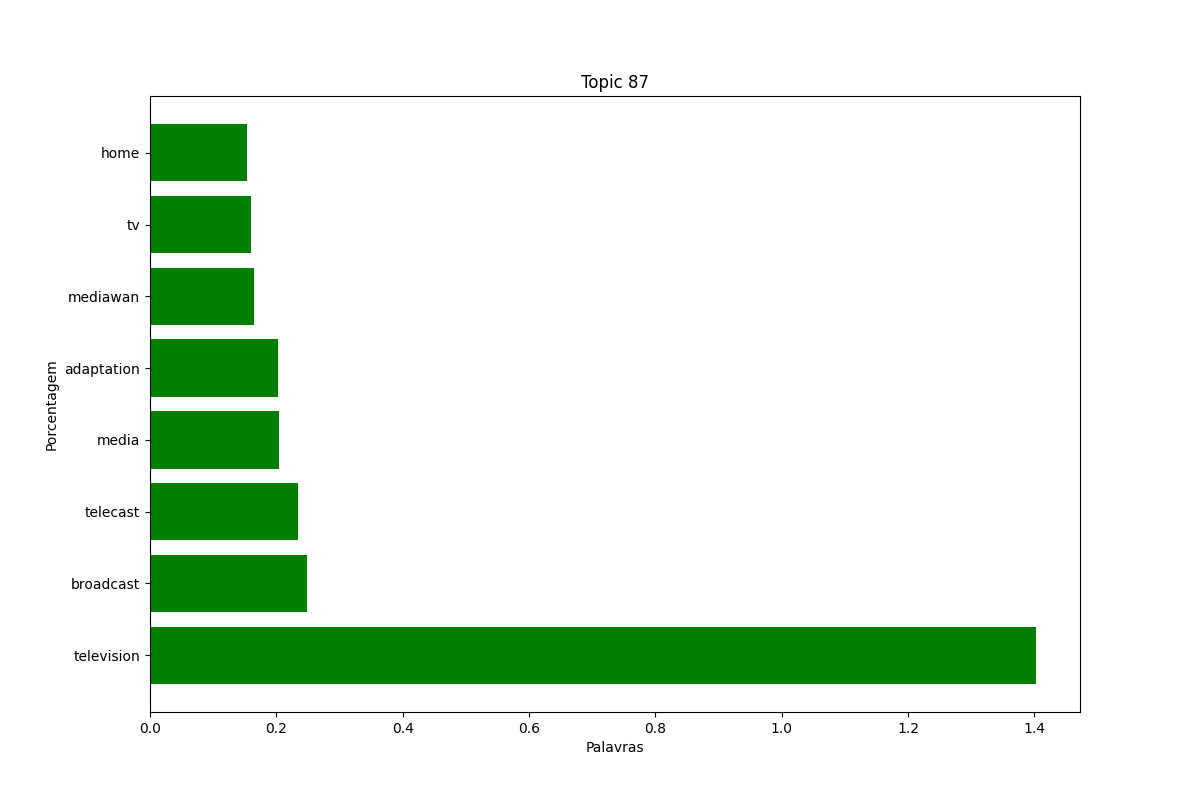 Topic 87
home
tv
mediawan
adaptation
media
telecast
broadcast
television
Porcentagem
0.0 0.2 0.4 0.6 0.8 1.0 1.2 1.4
Palavras